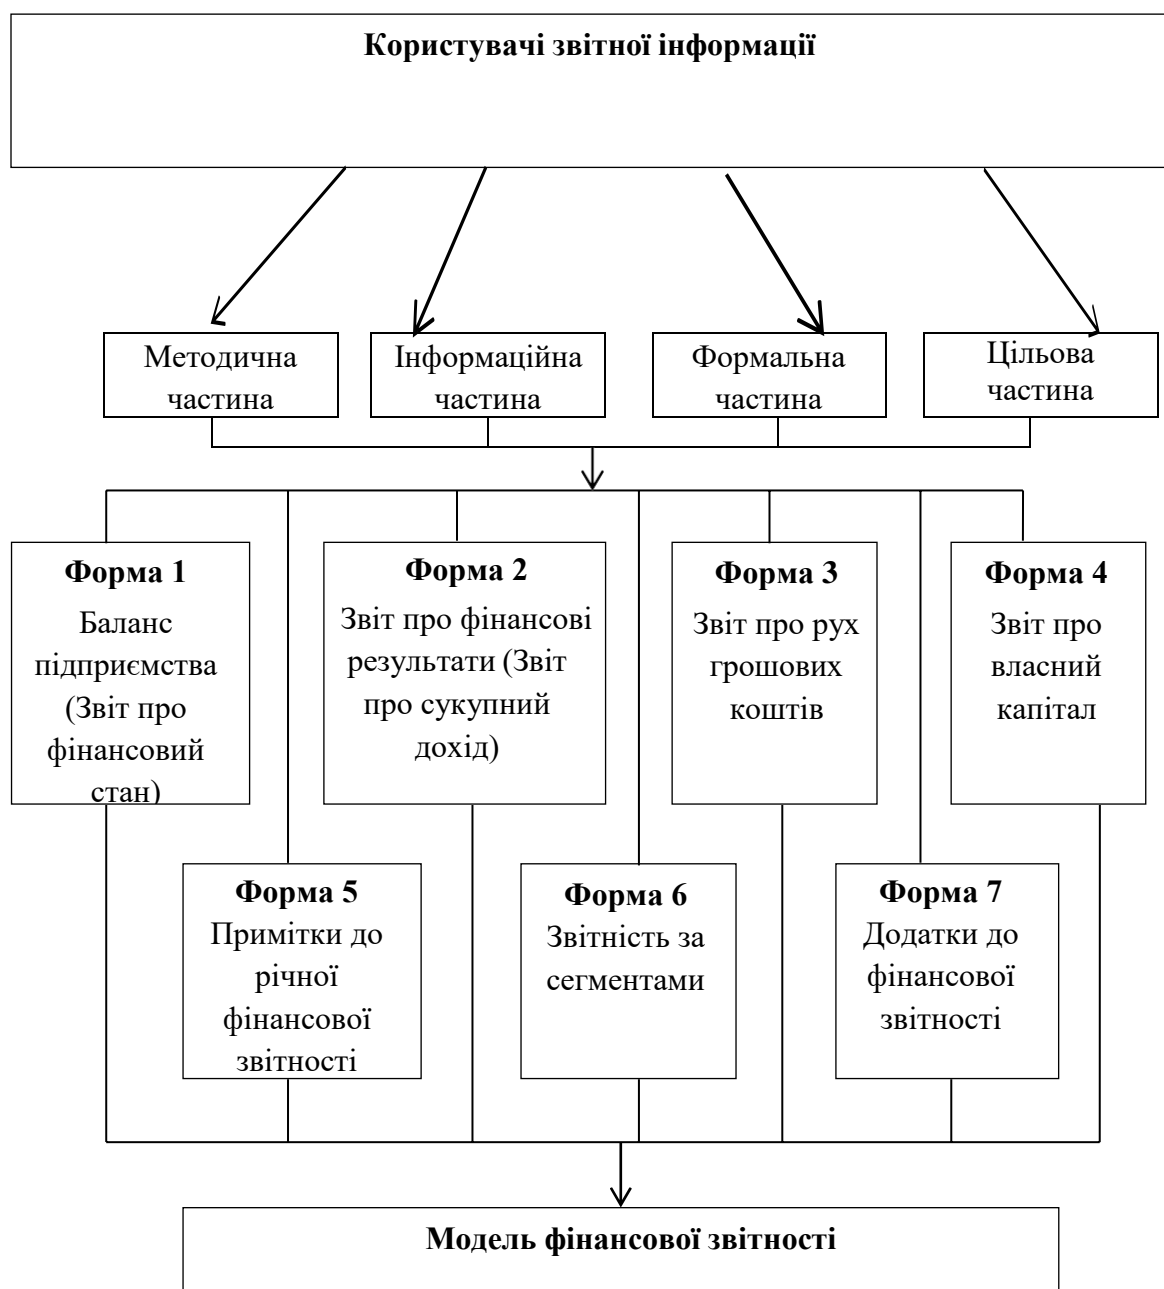 Користувачі звітної інформації
Методична
частина
Інформаційна
частина
Формальна
частина
Цільова
частина
Форма 1
Баланс
підприємства
(Звіт про
фінансовий
стан)
Форма 2
Звіт про фінансові
результати (Звіт
про сукупний
дохід)
Форма 3
Звіт про рух
грошових
коштів
Форма 4
Звіт про
власний
капітал
Форма 5
Примітки до
річної
фінансової
звітності
Форма 6
Звітність за
сегментами
Форма 7
Додатки до
фінансової
звітності
Модель фінансової звітності